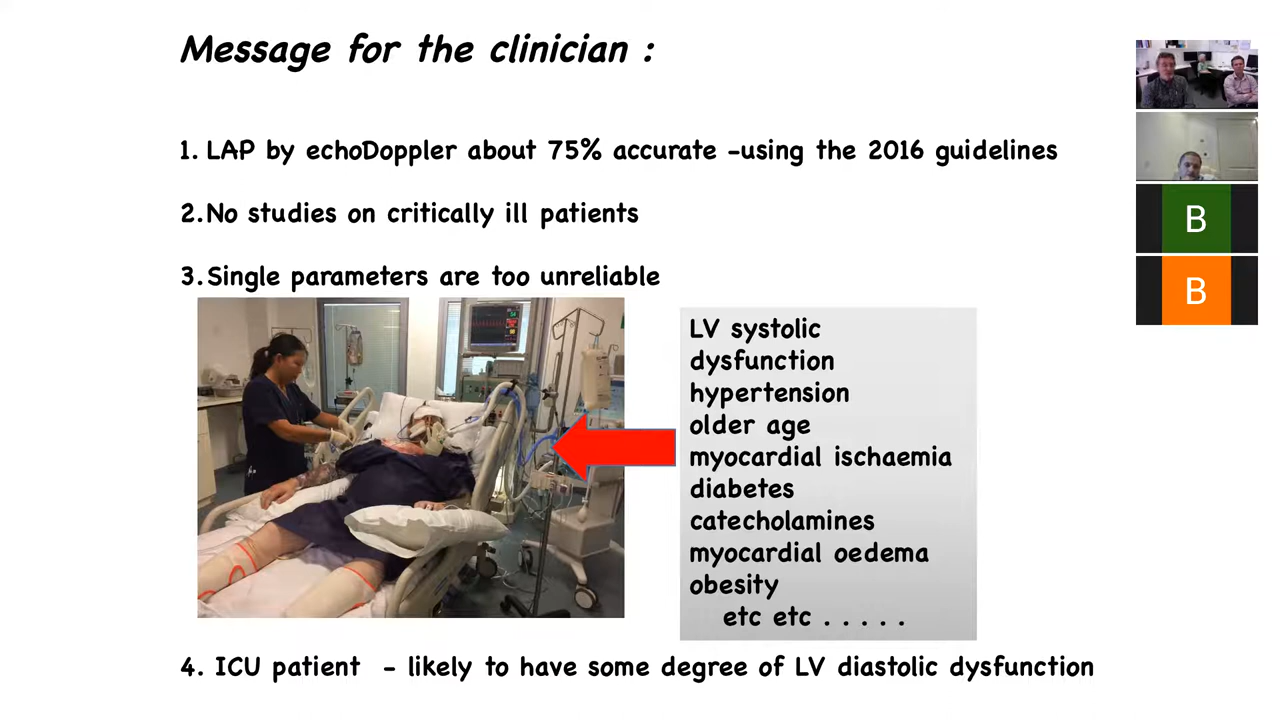 Message for the clinician :
1. LAP by echoDoppler about 75% accurate -using the 2016 guidelines
2.No studies on critically ill patients
3.Single parameters are too unreliable
LV systolic
dysfunction
hypertension
older age
myocardial ischaemia
diabetes
catecholamines
myocardial oedema
obesity
etc etc . . . . .
4. ICU patient - likely to have some degree of LV diastolic dysfunction
B
B